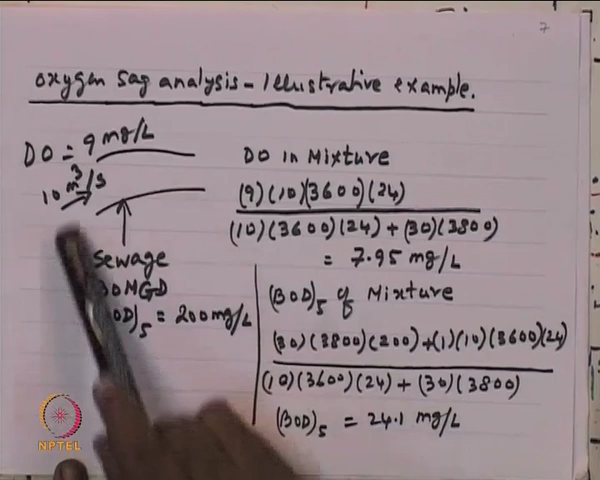 7
Oxygen Sag analysis - Illustrative example.
DO = 9 mg/L
10 m³/s
Sewage
30 MGD
OD)₅ = 200 mg/L
DO in Mixture
(9)(10)(3600)(24)
(10)(3600)(24) + (30)(3800)
= 7.95 mg/L
(BOD)₅ of Mixture
(30)(3800)(200) + (1)(10)(3600)(24)
(10)(3600)(24) + (30)(3800)
(BOD)₅ = 24.1 mg/L
NPTEL